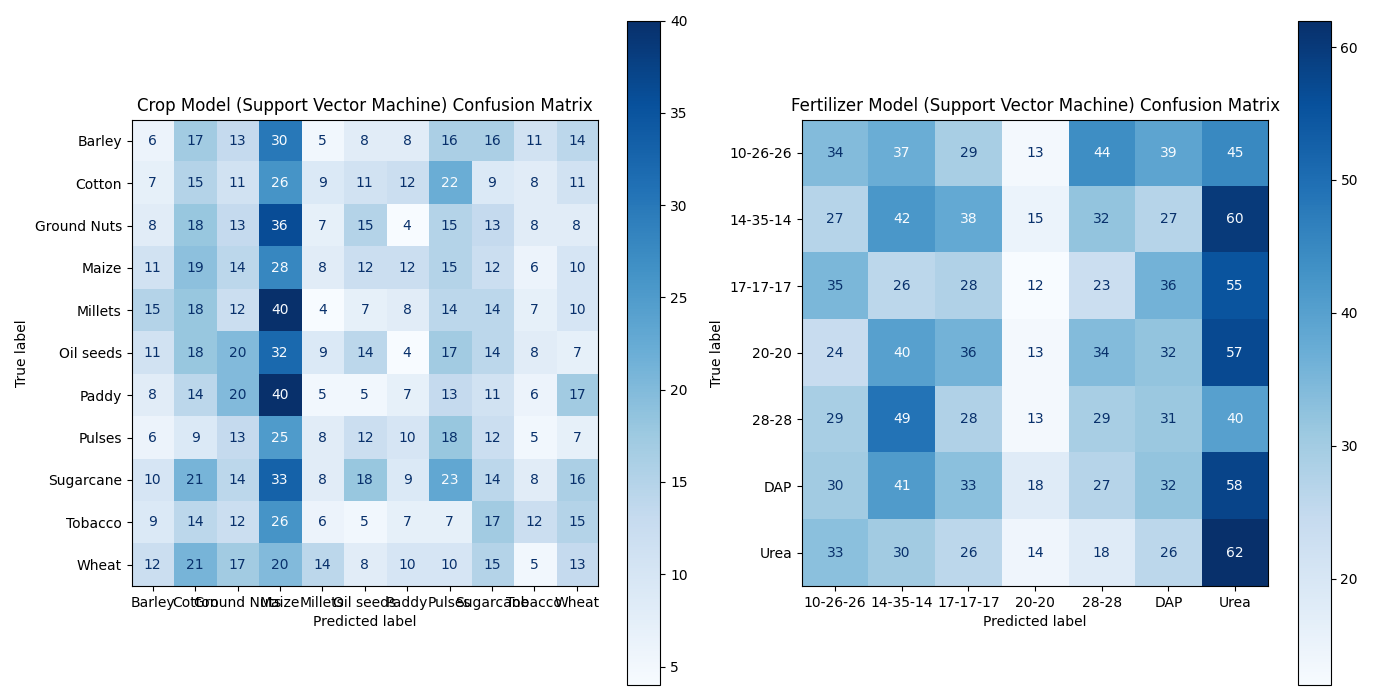 Crop Model (Support Vector Machine) Confusion Matrix
True label
Barley 6 17 13 30 5 8 8 16 16 11 14
Cotton 7 15 11 26 9 11 12 22 9 8 11
Ground Nuts 8 18 13 36 7 15 4 15 13 8 8
Maize 11 19 14 28 8 12 12 15 12 6 10
Millets 15 18 12 40 4 7 8 14 14 7 10
Oil seeds 11 18 20 32 9 14 4 17 14 8 7
Paddy 8 14 20 40 5 5 7 13 11 6 17
Pulses 6 9 13 25 8 12 10 18 12 5 7
Sugarcane 10 21 14 33 8 18 9 23 14 8 16
Tobacco 9 14 12 26 6 5 7 7 17 12 15
Wheat 12 21 17 20 14 8 10 10 15 5 13
Barley Cotton Ground Nuts Maize Millets Oil seeds Paddy Pulses Sugarcane Tobacco Wheat
Predicted label
40
35
30
25
20
15
10
5
Fertilizer Model (Support Vector Machine) Confusion Matrix
True label
10-26-26 34 37 29 13 44 39 45
14-35-14 27 42 38 15 32 27 60
17-17-17 35 26 28 12 23 36 55
20-20 24 40 36 13 34 32 57
28-28 29 49 28 13 29 31 40
DAP 30 41 33 18 27 32 58
Urea 33 30 26 14 18 26 62
10-26-26 14-35-14 17-17-17 20-20 28-28 DAP Urea
Predicted label
60
50
40
30
20